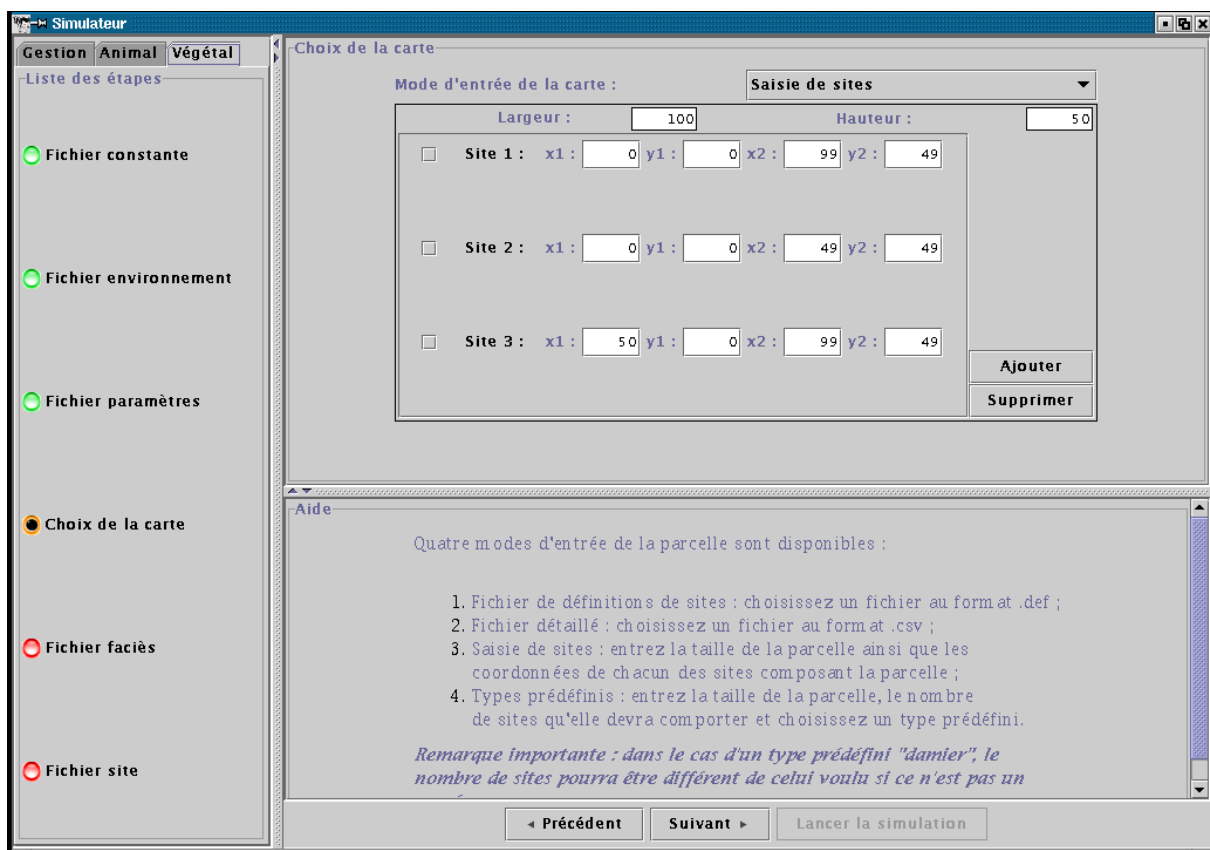 Simulateur
Gestion Animal Végétal
Liste des étapes
Fichier constante
Fichier environnement
Fichier paramètres
Choix de la carte
Fichier faciès
Fichier site
Choix de la carte
Mode d'entrée de la carte : Saisie de sites
Largeur : 100 Hauteur : 50
Site 1 : x1 : 0 y1 : 0 x2 : 99 y2 : 49
Site 2 : x1 : 0 y1 : 0 x2 : 49 y2 : 49
Site 3 : x1 : 50 y1 : 0 x2 : 99 y2 : 49
Ajouter
Supprimer
Aide
Quatre modes d'entrée de la parcelle sont disponibles :
1. Fichier de définitions de sites : choisissez un fichier au format .def ;
2. Fichier détaillé : choisissez un fichier au format .csv ;
3. Saisie de sites : entrez la taille de la parcelle ainsi que les
coordonnées de chacun des sites composant la parcelle ;
4. Types prédéfinis : entrez la taille de la parcelle, le nombre
de sites qu'elle devra comporter et choisissez un type prédéfini.
Remarque importante : dans le cas d'un type prédéfini "damier", le
nombre de sites pourra être différent de celui voulu si ce n'est pas un
Précédent Suivant Lancer la simulation